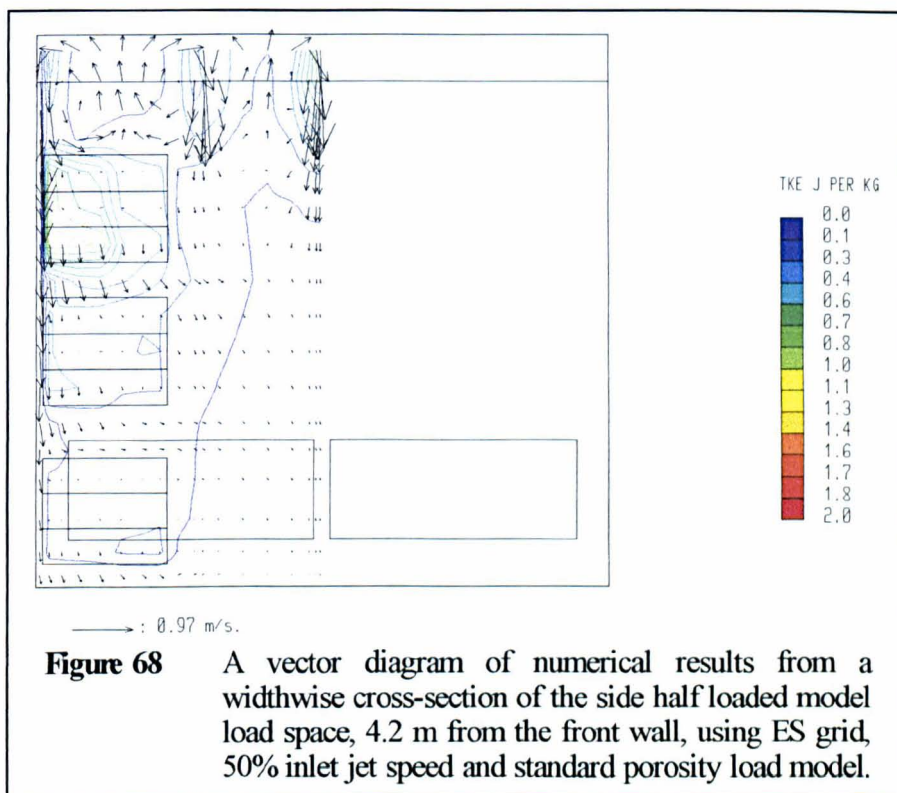 TKE J PER KG
0.0
0.1
0.3
0.4
0.6
0.7
0.8
1.0
1.1
1.3
1.4
1.6
1.7
1.8
2.0
: 0.97 m/s.
Figure 68 A vector diagram of numerical results from a
widthwise cross-section of the side half loaded model
load space, 4.2 m from the front wall, using ES grid,
50% inlet jet speed and standard porosity load model.